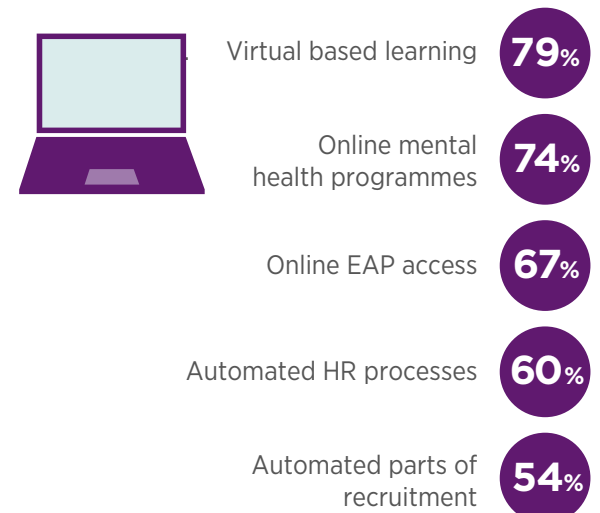 Virtual based learning 79%
Online mental
health programmes 74%
Online EAP access 67%
Automated HR processes 60%
Automated parts of
recruitment 54%